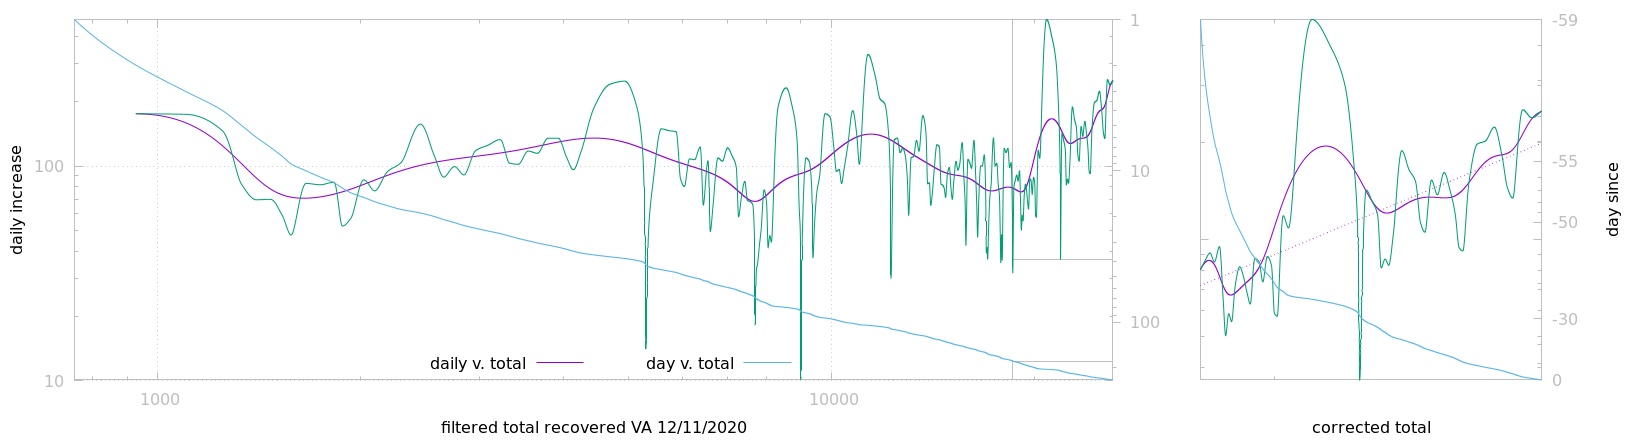 daily increase
100
10
1000
10000
1
10
100
daily v. total
day v. total
filtered total recovered VA 12/11/2020
-59
-55
-50
-30
0
day since
corrected total